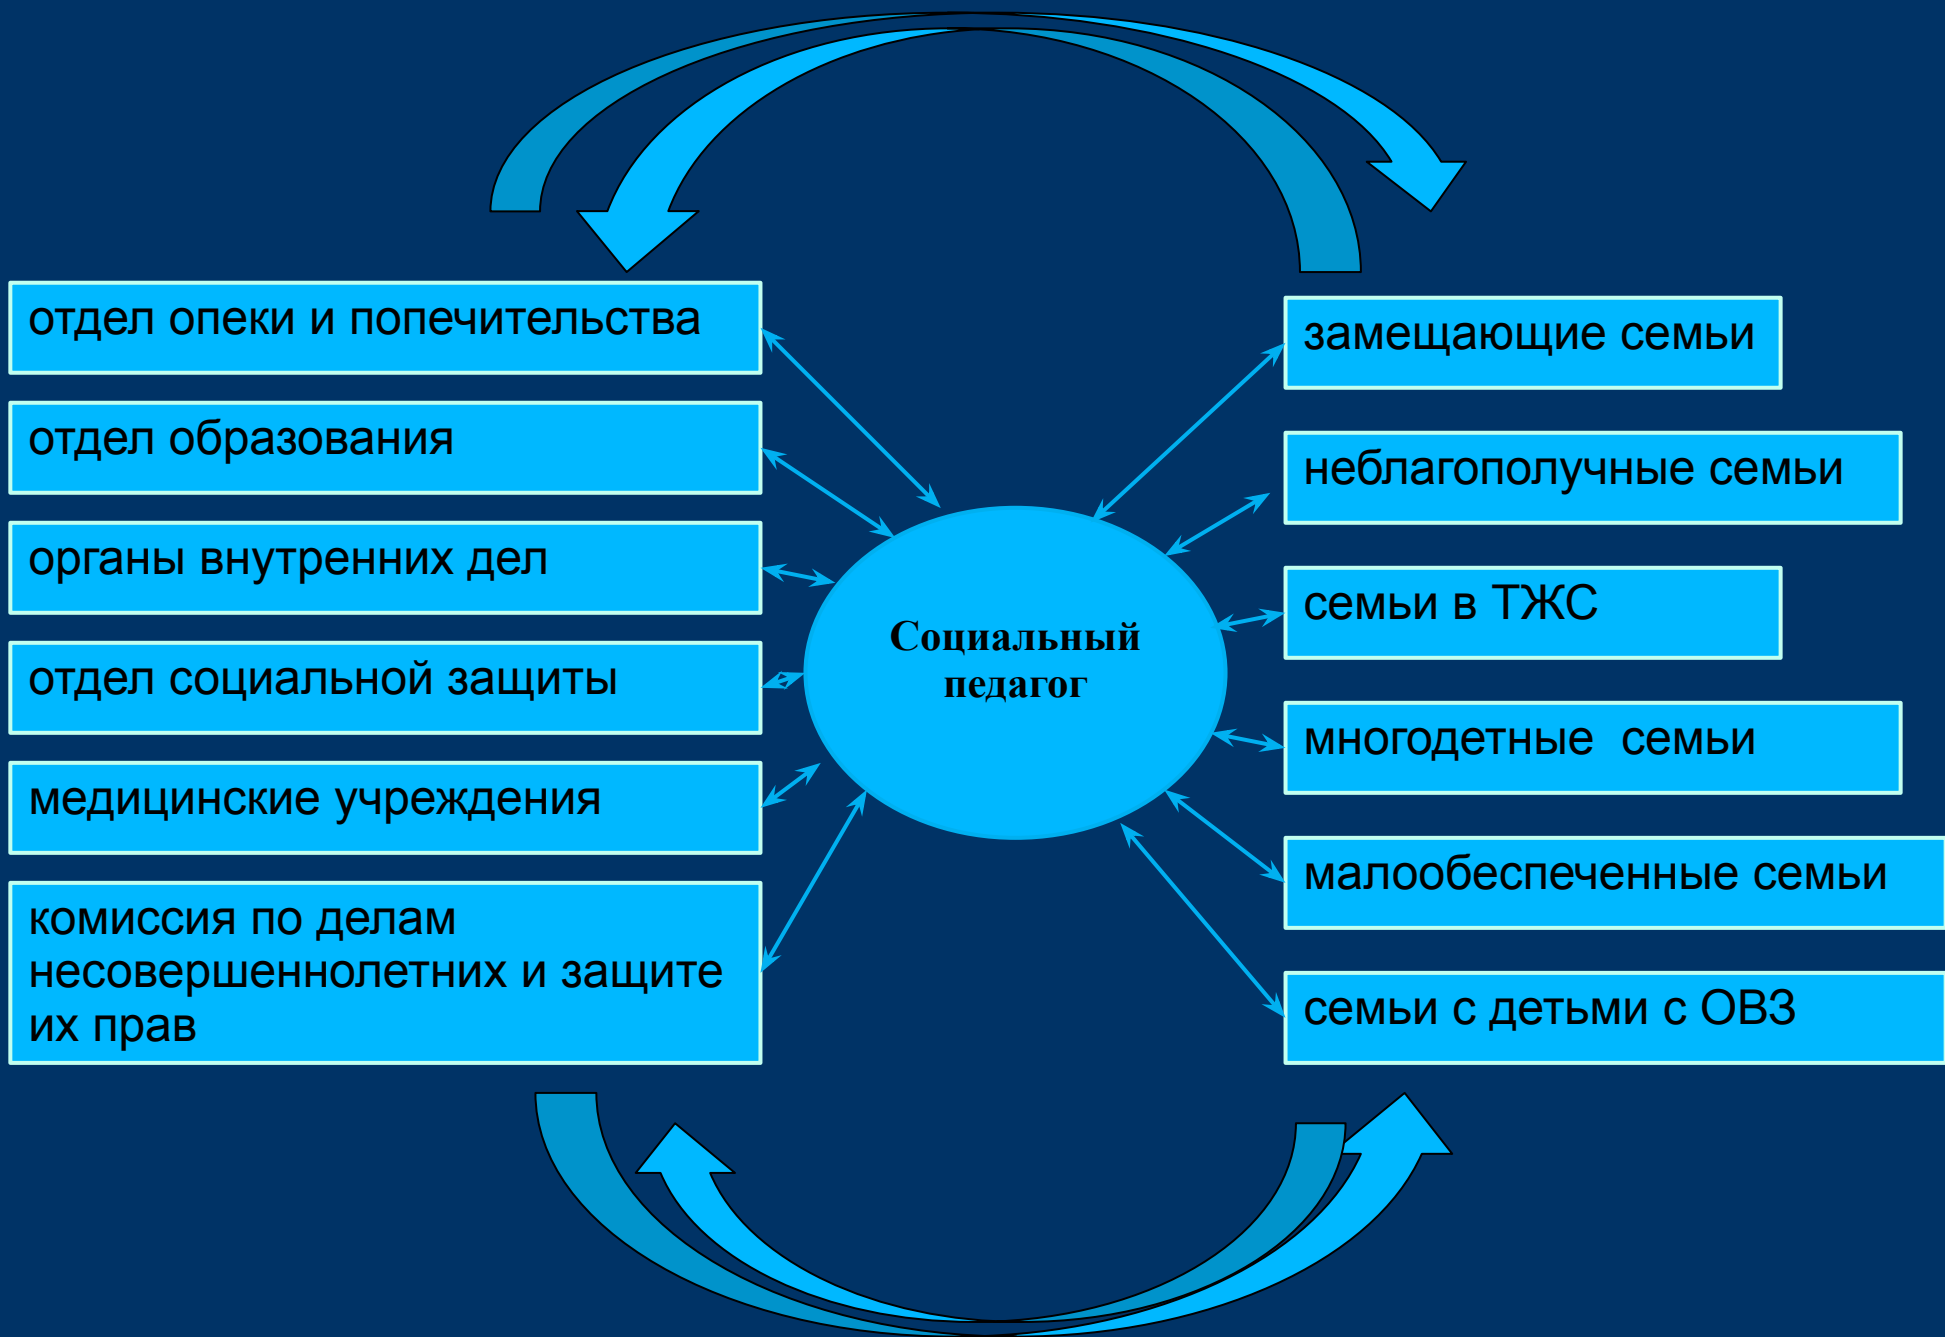 отдел опеки и попечительства
отдел образования
органы внутренних дел
отдел социальной защиты
медицинские учреждения
комиссия по делам
несовершеннолетних и защите
их прав
Социальный
педагог
замещающие семьи
неблагополучные семьи
семьи в ТЖС
многодетные семьи
малообеспеченные семьи
семьи с детьми с ОВЗ